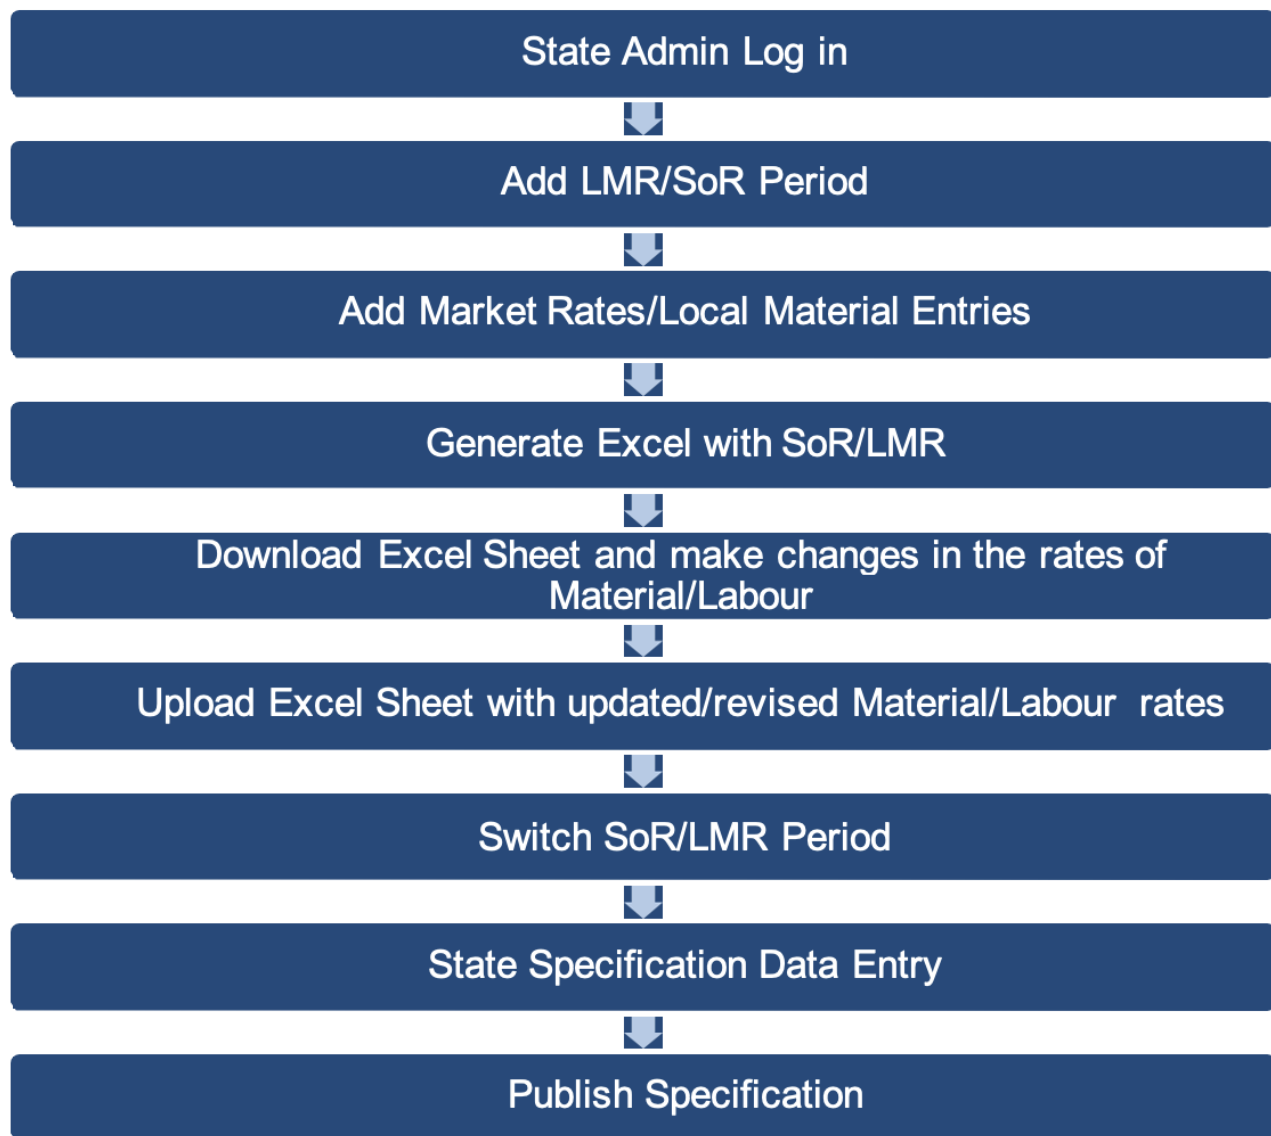 State Admin Log in
Add LMR/SoR Period
Add Market Rates/Local Material Entries
Generate Excel with SoR/LMR
Download Excel Sheet and make changes in the rates of
Material/Labour
Upload Excel Sheet with updated/revised Material/Labour rates
Switch SoR/LMR Period
State Specification Data Entry
Publish Specification